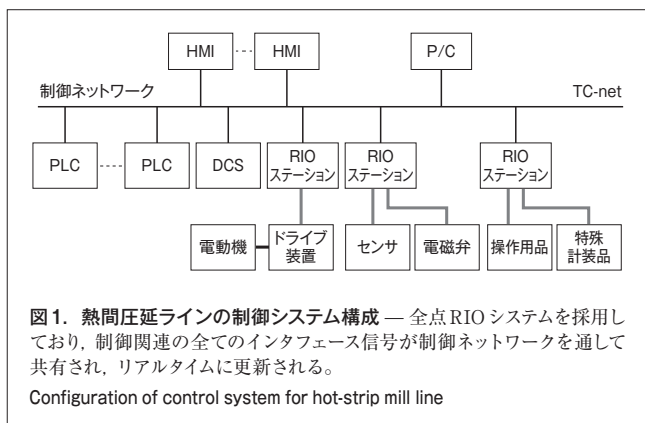 HMI HMI P/C
制御ネットワーク TC-net
PLC PLC DCS RIO ステーション RIO ステーション RIO ステーション
電動機 ドライブ装置 センサ 電磁弁 操作用品 特殊計装品
図1. 熱間圧延ラインの制御システム構成 — 全点RIOシステムを採用し
ており, 制御関連の全てのインタフェース信号が制御ネットワークを通して
共有され, リアルタイムに更新される。
Configuration of control system for hot-strip mill line